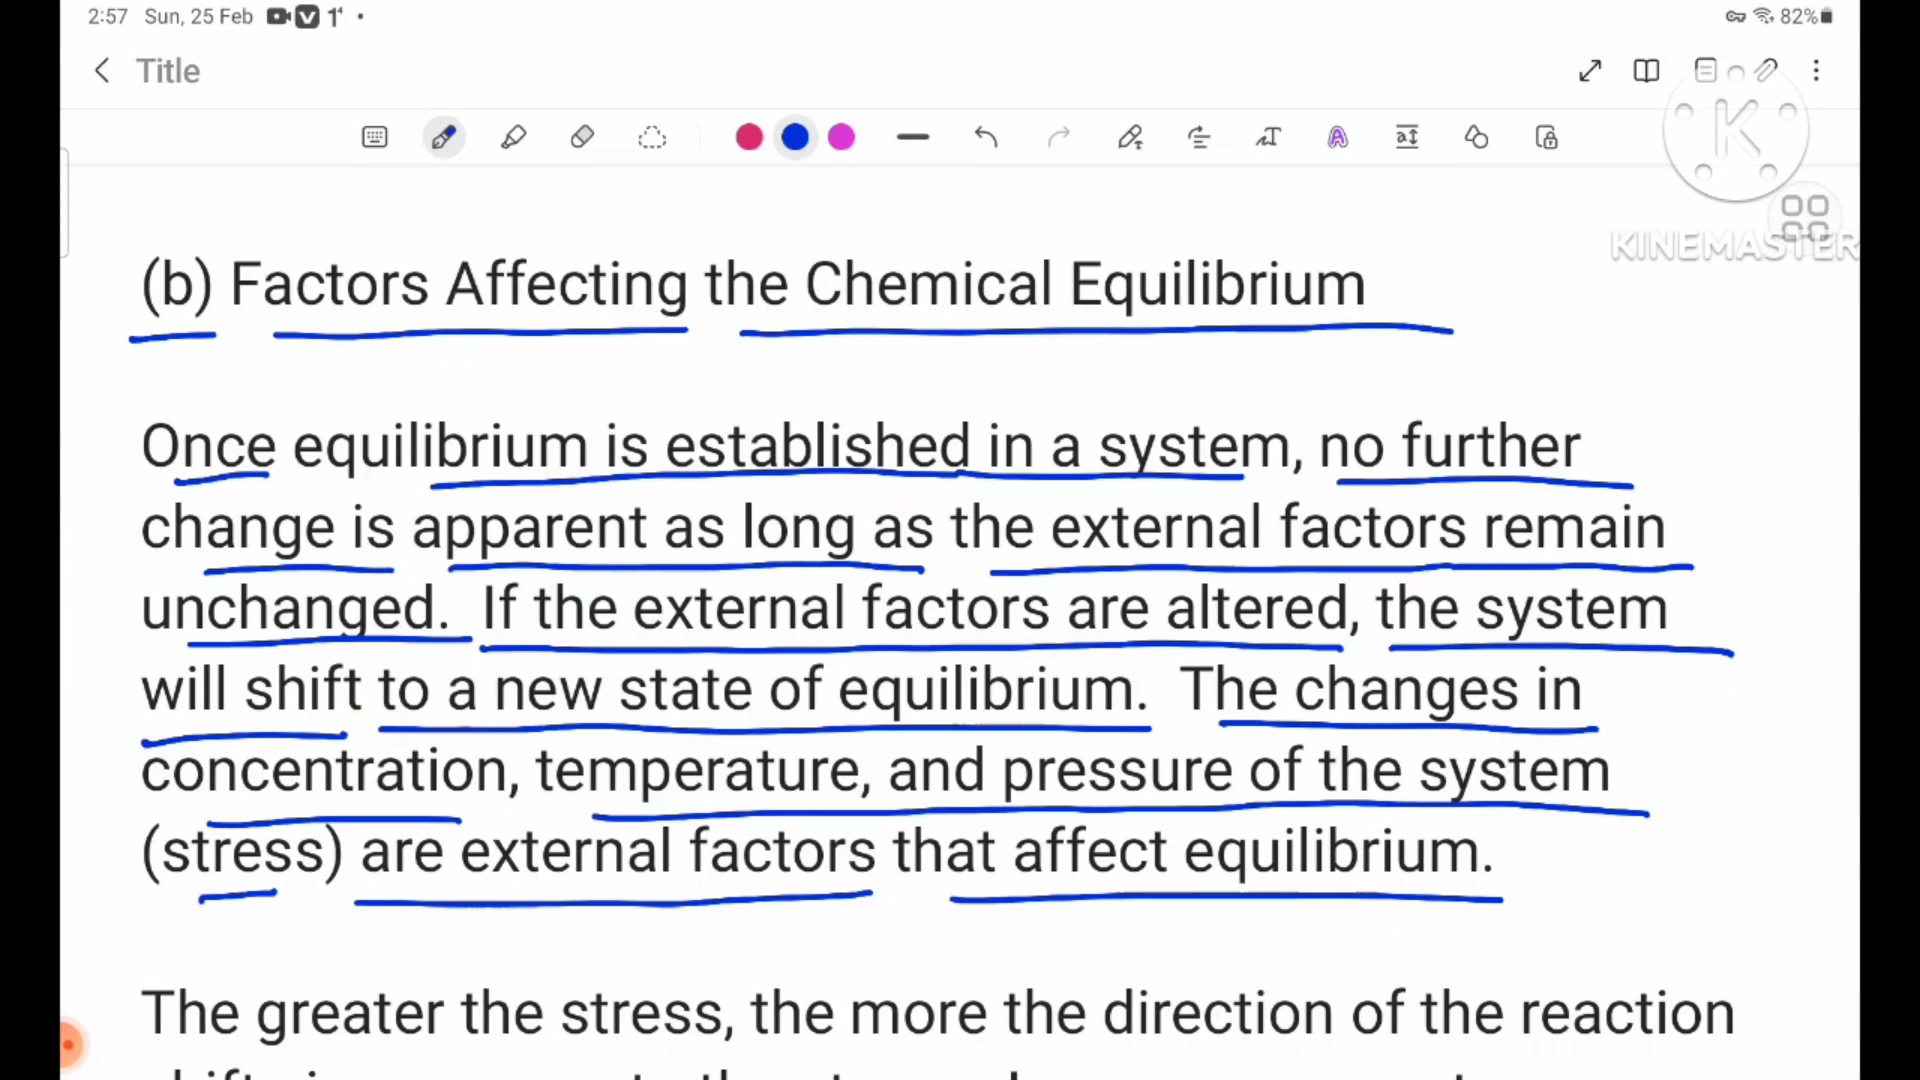 2:57 Sun, 25 Feb
82%
Title
KINEMASTER
(b) Factors Affecting the Chemical Equilibrium
Once equilibrium is established in a system, no further
change is apparent as long as the external factors remain
unchanged. If the external factors are altered, the system
will shift to a new state of equilibrium. The changes in
concentration, temperature, and pressure of the system
(stress) are external factors that affect equilibrium.
The greater the stress, the more the direction of the reaction